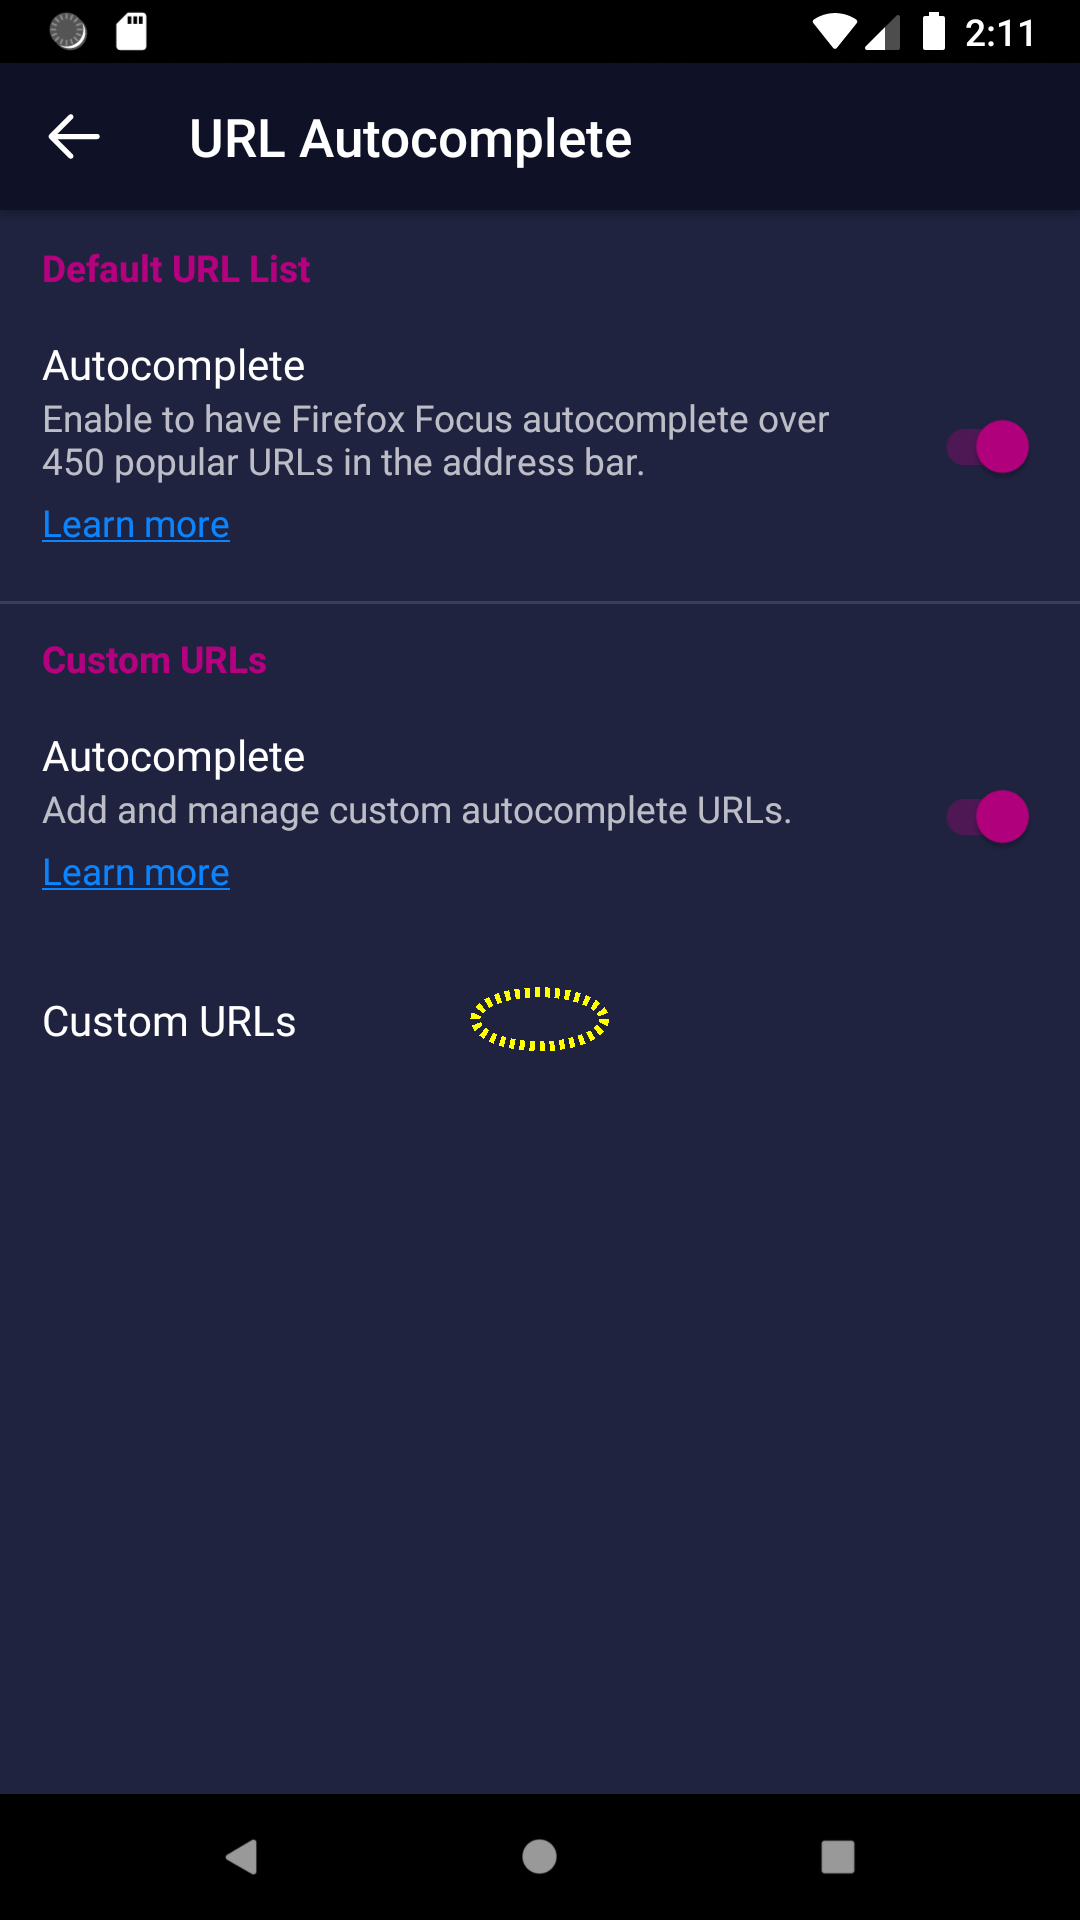 2:11
URL Autocomplete
Default URL List
Autocomplete
Enable to have Firefox Focus autocomplete over
450 popular URLs in the address bar.
Learn more
Custom URLs
Autocomplete
Add and manage custom autocomplete URLs.
Learn more
Custom URLs